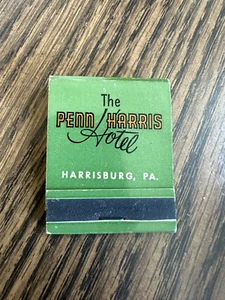 The
PENN HARRIS
Hotel
HARRISBURG, PA.